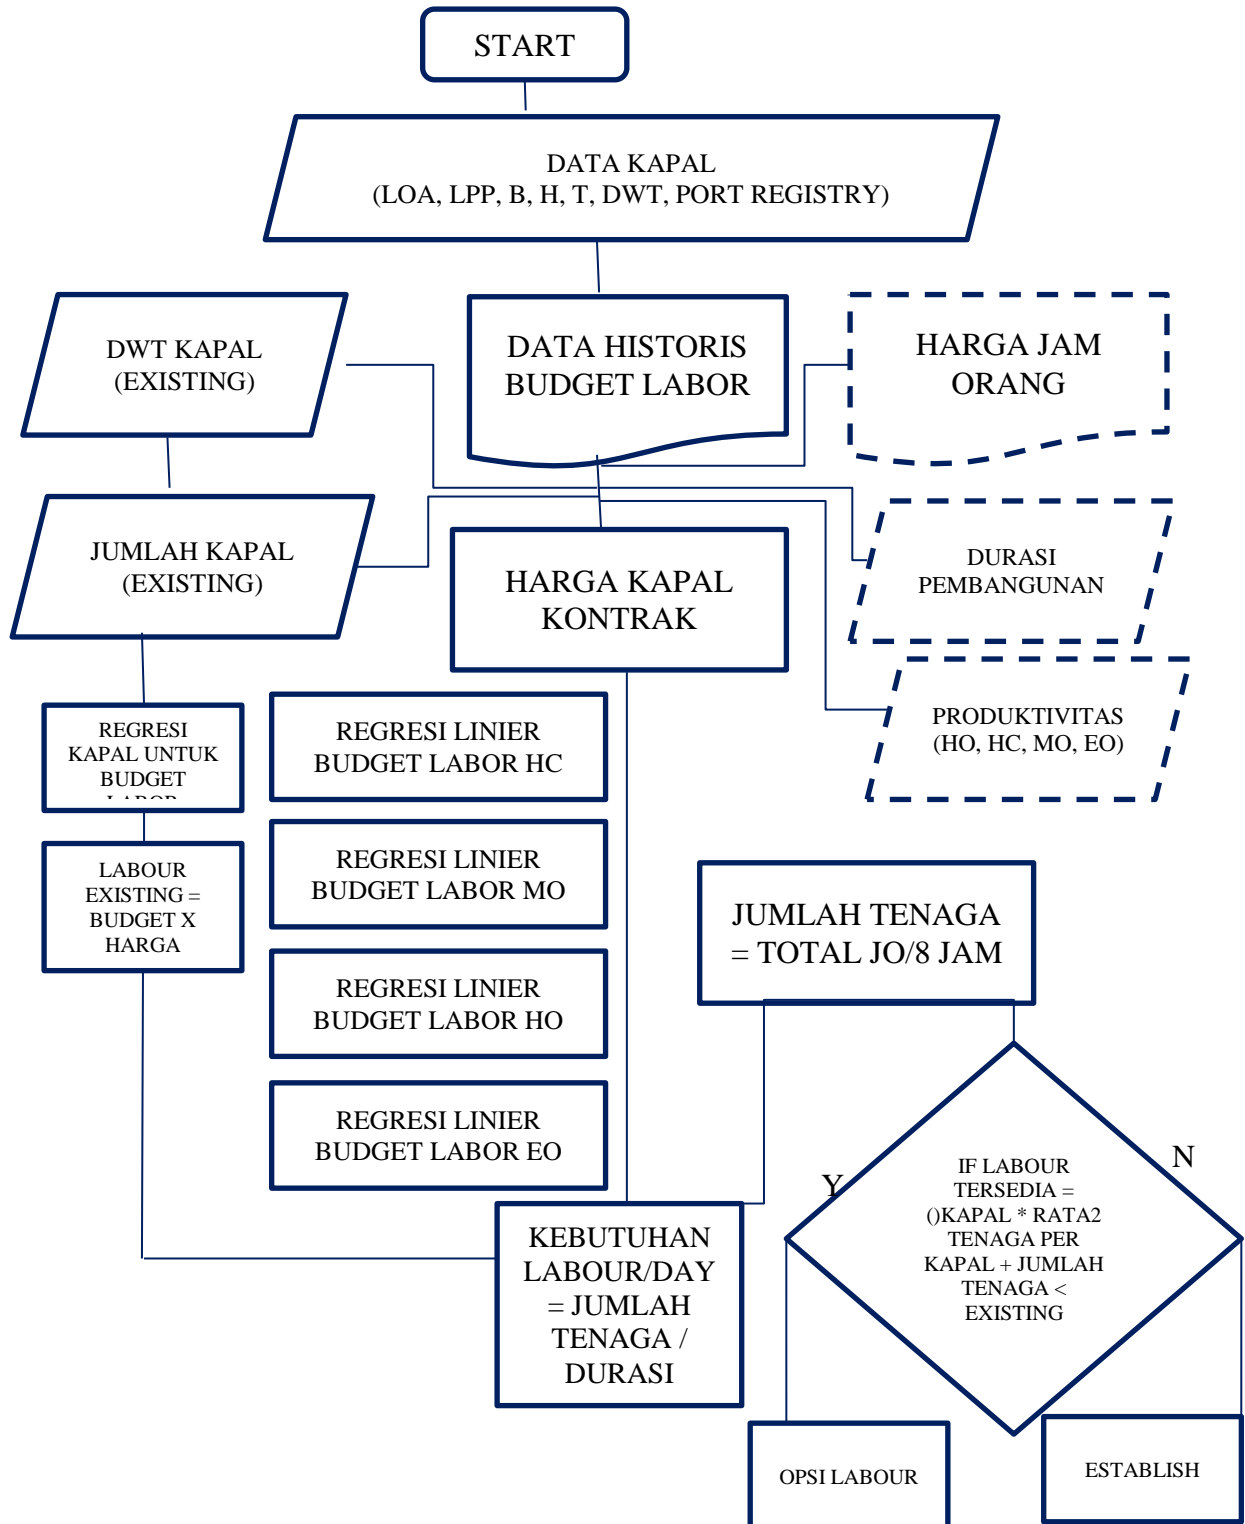 START
DATA KAPAL
(LOA, LPP, B, H, T, DWT, PORT REGISTRY)
DWT KAPAL
(EXISTING)
DATA HISTORIS
BUDGET LABOR
HARGA JAM
ORANG
JUMLAH KAPAL
(EXISTING)
HARGA KAPAL
KONTRAK
DURASI
PEMBANGUNAN
PRODUKTIVITAS
(HO, HC, MO, EO)
REGRESI
KAPAL UNTUK
BUDGET
LABOR
REGRESI LINIER
BUDGET LABOR HC
LABOUR
EXISTING =
BUDGET X
HARGA
REGRESI LINIER
BUDGET LABOR MO
REGRESI LINIER
BUDGET LABOR HO
REGRESI LINIER
BUDGET LABOR EO
JUMLAH TENAGA
= TOTAL JO/8 JAM
KEBUTUHAN
LABOUR/DAY
= JUMLAH
TENAGA /
DURASI
Y
N
IF LABOUR
TERSEDIA =
()KAPAL * RATA2
TENAGA PER
KAPAL + JUMLAH
TENAGA <
EXISTING
OPSI LABOUR
ESTABLISH